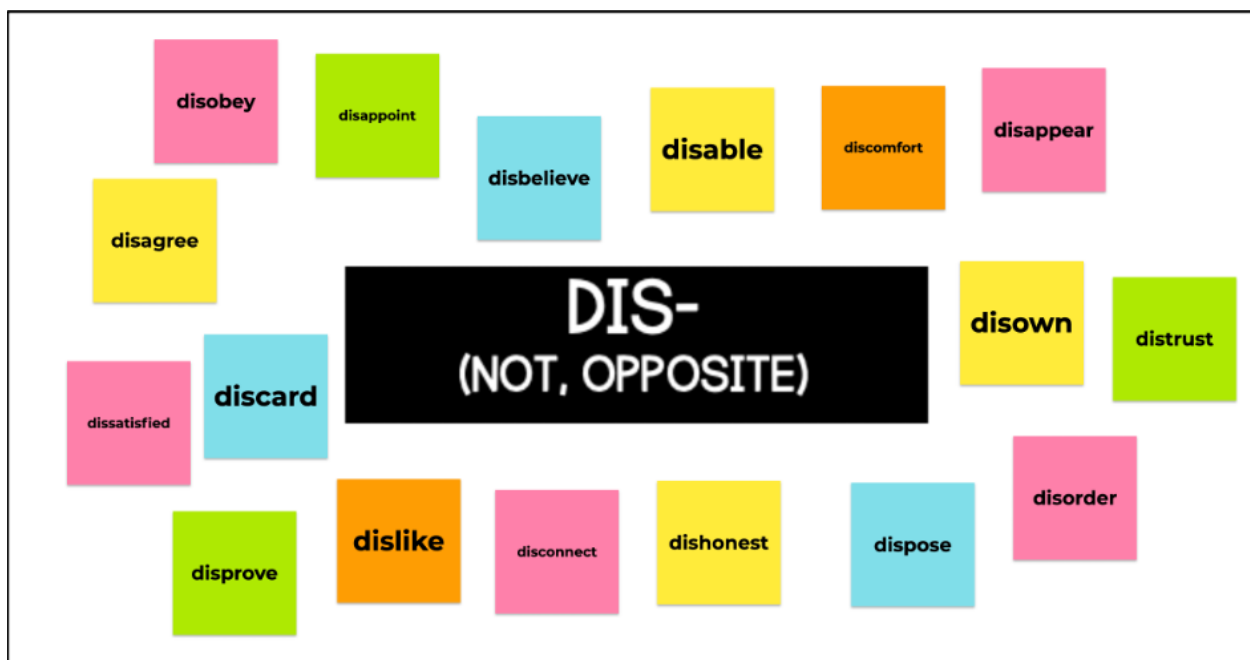 disobey
disappoint
disbelieve
disable
discomfort
disappear
disagree
DIS-
(NOT, OPPOSITE)
disown
distrust
dissatisfied
discard
disorder
disprove
dislike
disconnect
dishonest
dispose